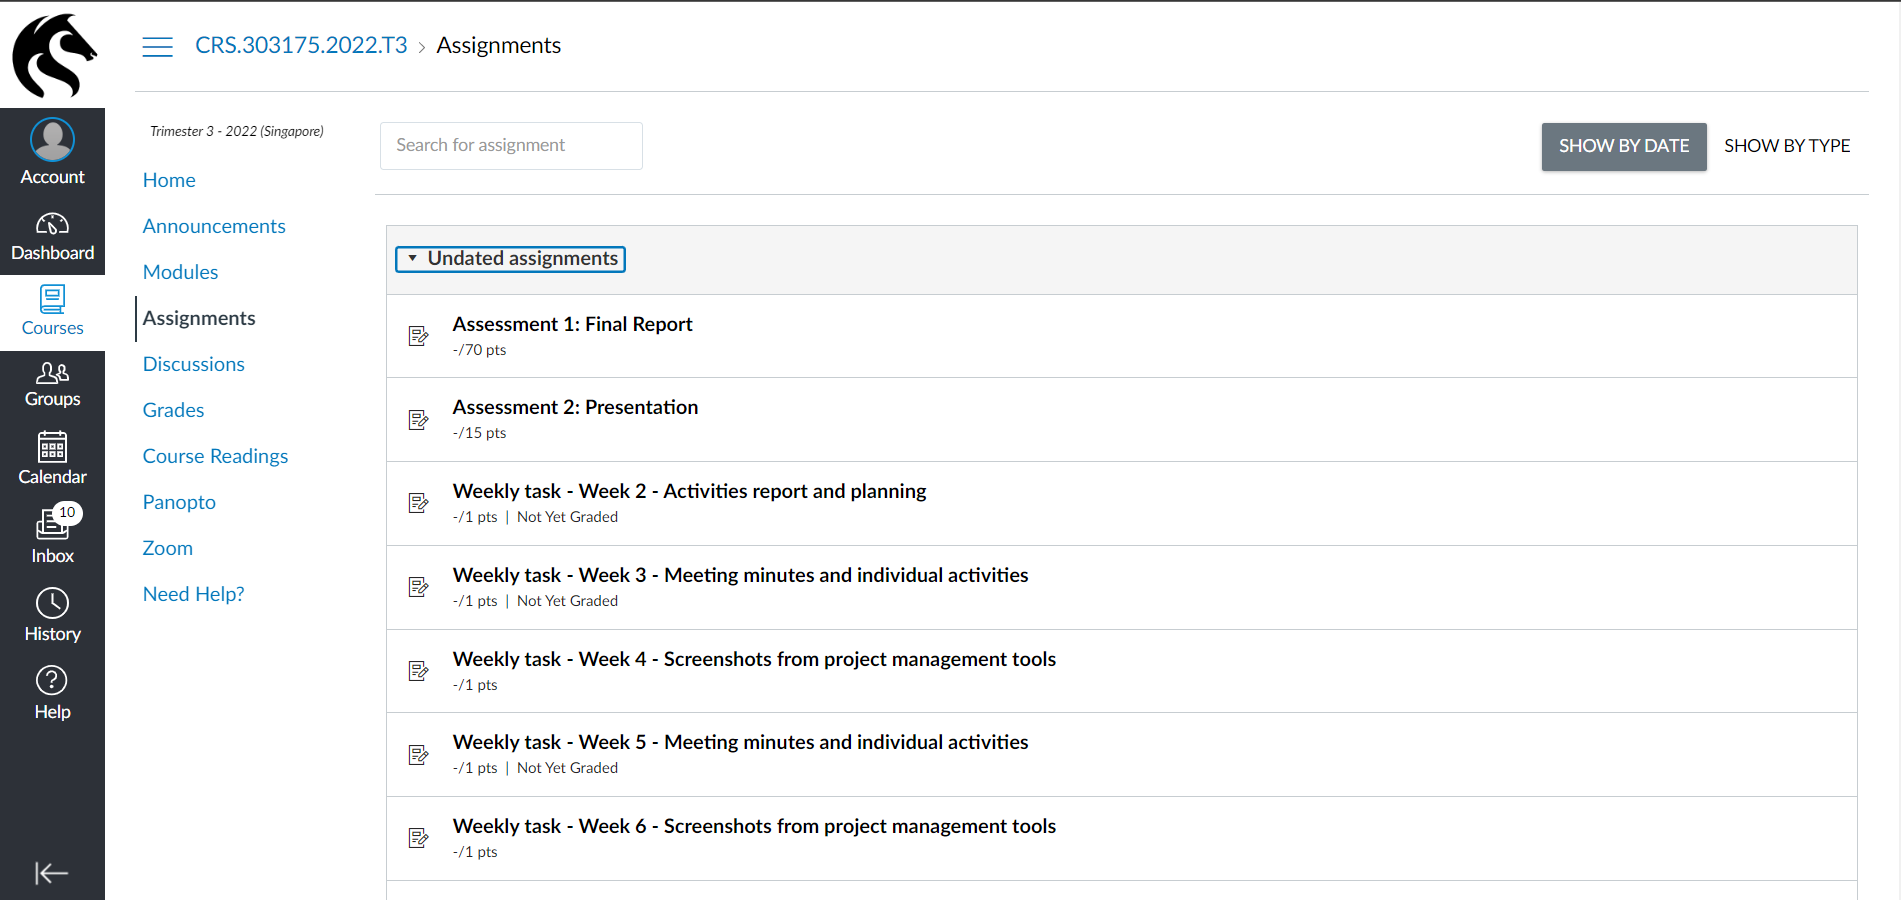 CRS.303175.2022.T3 › Assignments
Account
Dashboard
Courses
Groups
Calendar
10
Inbox
History
Help
Trimester 3 - 2022 (Singapore)
Home
Announcements
Modules
Assignments
Discussions
Grades
Course Readings
Panopto
Zoom
Need Help?
Search for assignment
SHOW BY DATE
SHOW BY TYPE
Undated assignments
Assessment 1: Final Report
-/70 pts
Assessment 2: Presentation
-/15 pts
Weekly task - Week 2 - Activities report and planning
-/1 pts | Not Yet Graded
Weekly task - Week 3 - Meeting minutes and individual activities
-/1 pts | Not Yet Graded
Weekly task - Week 4 - Screenshots from project management tools
-/1 pts
Weekly task - Week 5 - Meeting minutes and individual activities
-/1 pts | Not Yet Graded
Weekly task - Week 6 - Screenshots from project management tools
-/1 pts